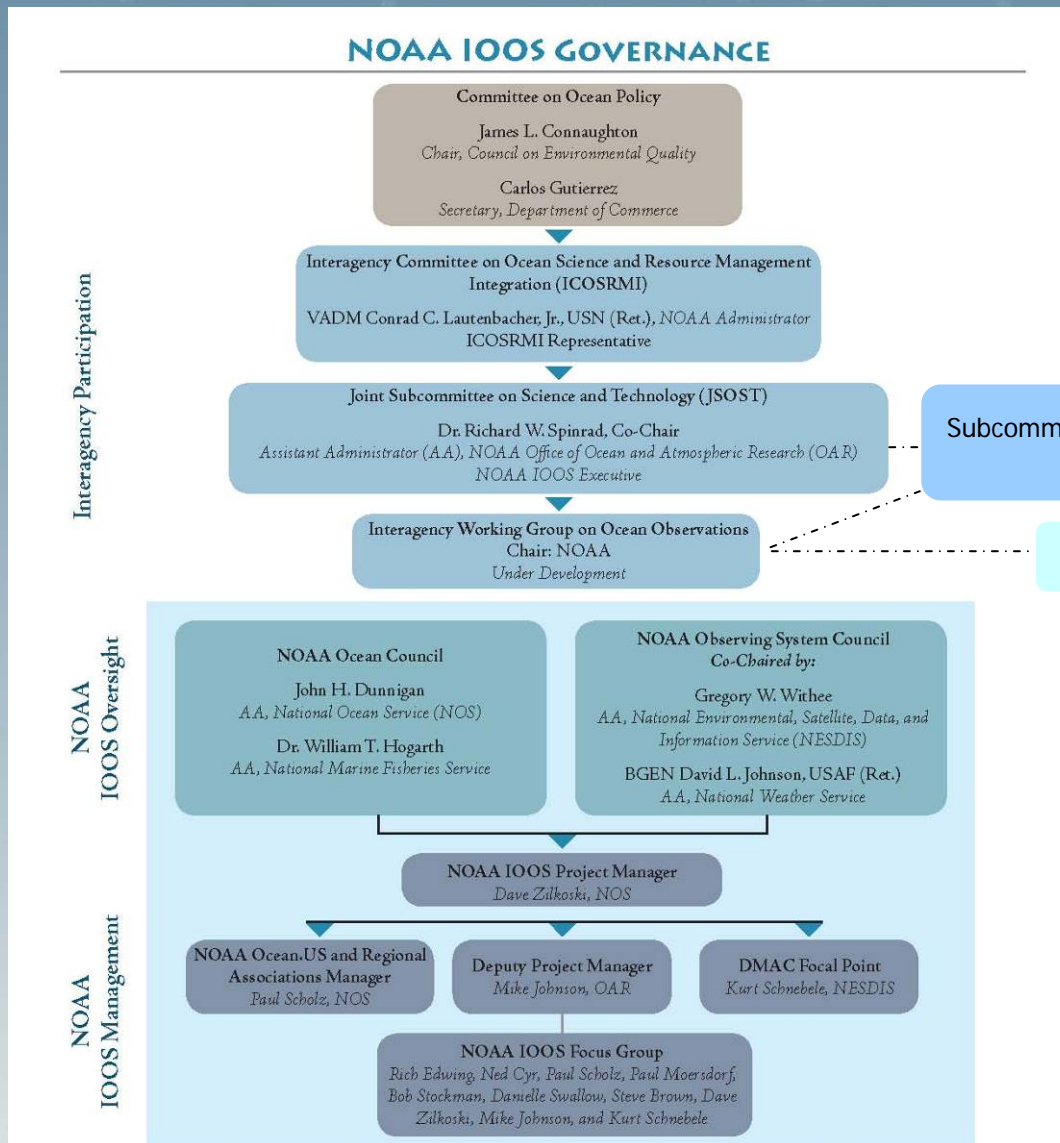 NOAA IOOS GOVERNANCE
Committee on Ocean Policy
James L. Connaughton
Chair, Council on Environmental Quality
Carlos Gutierrez
Secretary, Department of Commerce
Interagency Participation
Interagency Committee on Ocean Science and Resource Management
Integration (ICOSRMI)
VADM Conrad C. Lautenbacher, Jr., USN (Ret.), NOAA Administrator
ICOSRMI Representative
Joint Subcommittee on Science and Technology (JSOST)
Dr. Richard W. Spinrad, Co-Chair
Assistant Administrator (AA), NOAA Office of Ocean and Atmospheric Research (OAR)
NOAA IOOS Executive
Subcomm
Interagency Working Group on Ocean Observations
Chair: NOAA
Under Development
NOAA
IOOS Oversight
NOAA Ocean Council
John H. Dunnigan
AA, National Ocean Service (NOS)
Dr. William T. Hogarth
AA, National Marine Fisheries Service
NOAA Observing System Council
Co-Chaired by:
Gregory W. Withee
AA, National Environmental, Satellite, Data, and
Information Service (NESDIS)
BGEN David L. Johnson, USAF (Ret.)
AA, National Weather Service
NOAA IOOS Project Manager
Dave Zilkoski, NOS
NOAA
IOOS Management
NOAA Ocean.US and Regional
Associations Manager
Paul Scholz, NOS
Deputy Project Manager
Mike Johnson, OAR
DMAC Focal Point
Kurt Schnebele, NESDIS
NOAA IOOS Focus Group
Rich Edwing, Ned Cyr, Paul Scholz, Paul Moersdorf,
Bob Stockman, Danielle Swallow, Steve Brown, Dave
Zilkoski, Mike Johnson, and Kurt Schnebele